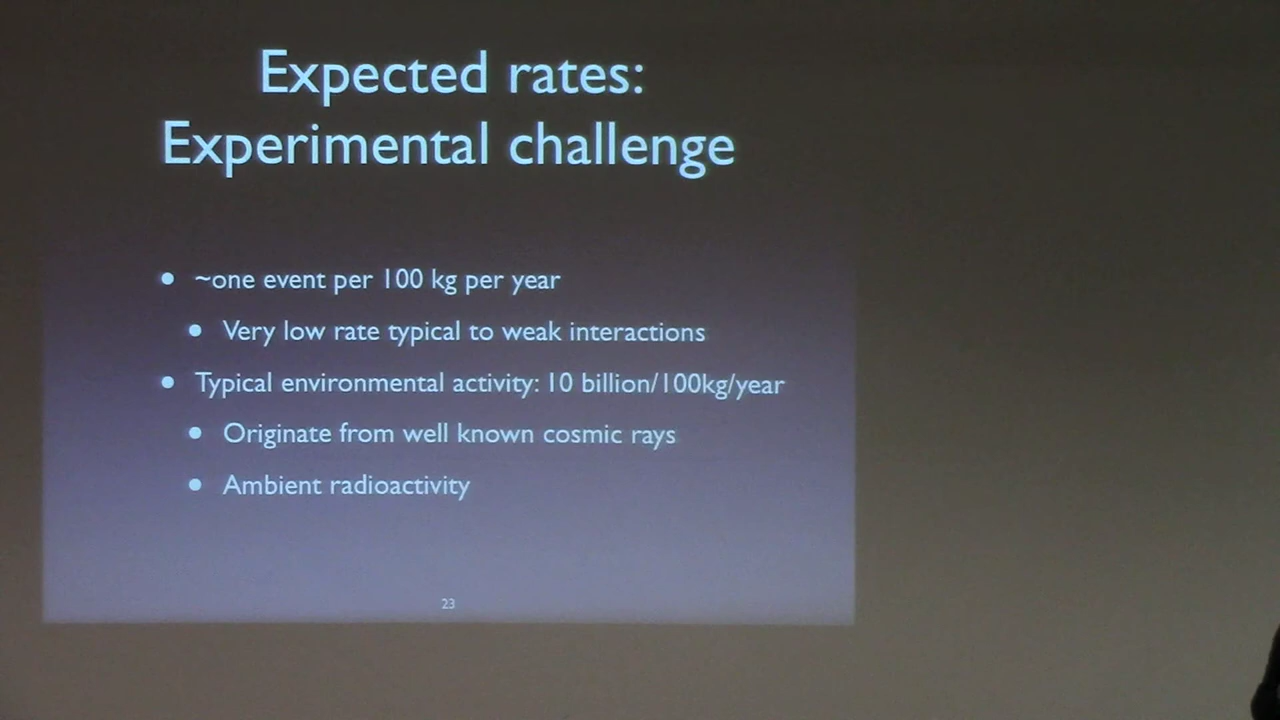 Expected rates:
Experimental challenge
• ~one event per 100 kg per year
• Very low rate typical to weak interactions
• Typical environmental activity: 10 billion/100kg/year
• Originate from well known cosmic rays
• Ambient radioactivity
23